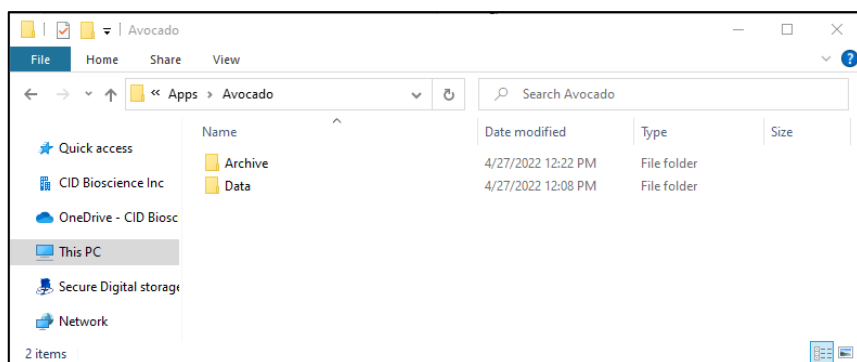 Avocado
File Home Share View
« Apps › Avocado
Search Avocado
Name Date modified Type Size
Quick access
CID Bioscience Inc
OneDrive - CID Biosc
This PC
Secure Digital storage
Network
Archive 4/27/2022 12:22 PM File folder
Data 4/27/2022 12:08 PM File folder
2 items